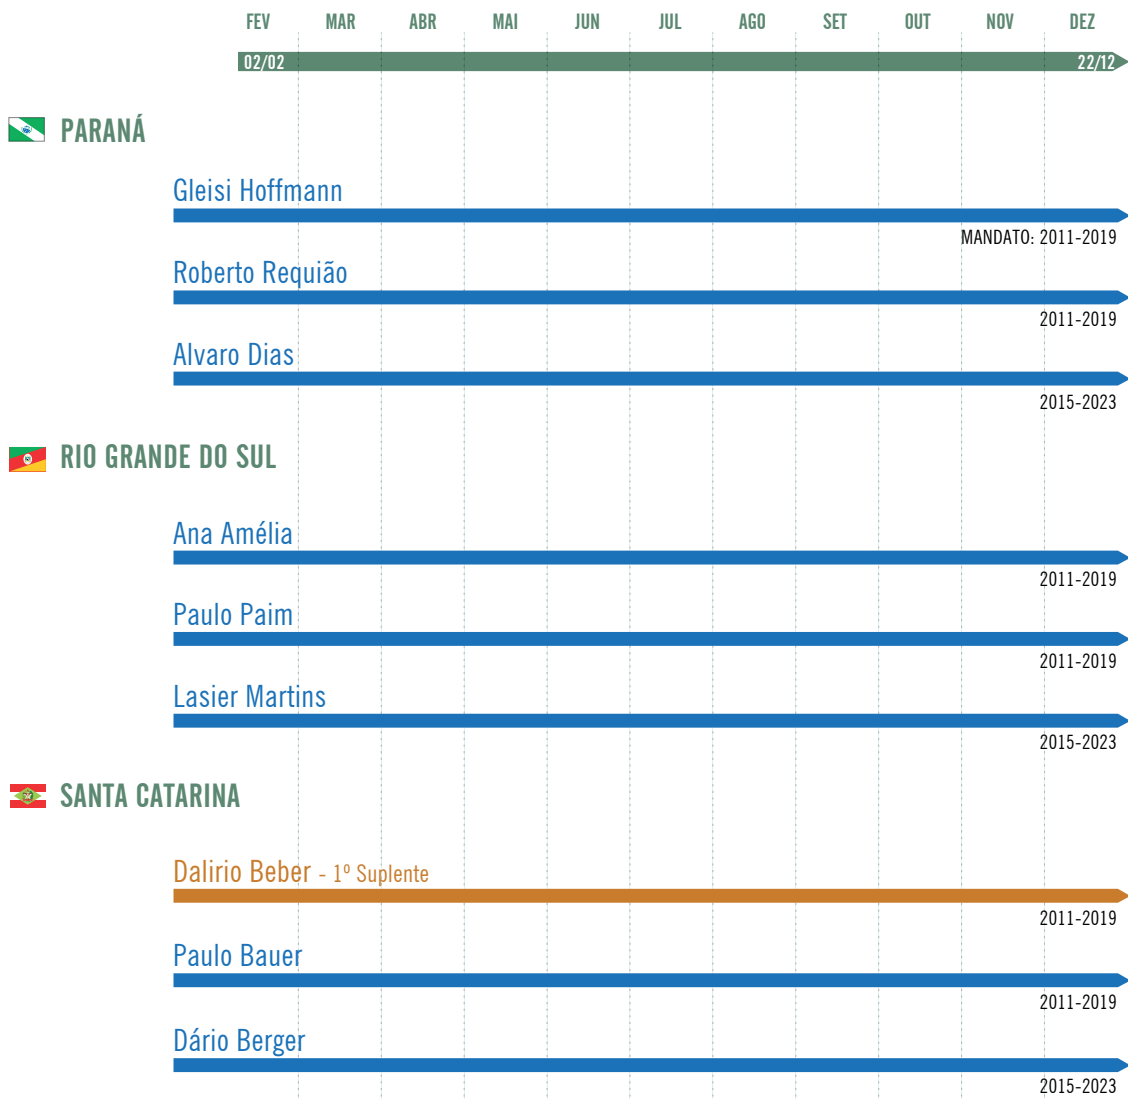 FEV MAR ABR MAI JUN JUL AGO SET OUT NOV DEZ
02/02 22/12
PARANÁ
Gleisi Hoffmann
MANDATO: 2011-2019
Roberto Requião
2011-2019
Alvaro Dias
2015-2023
RIO GRANDE DO SUL
Ana Amélia
2011-2019
Paulo Paim
2011-2019
Lasier Martins
2015-2023
SANTA CATARINA
Dalirio Beber - 1º Suplente
2011-2019
Paulo Bauer
2011-2019
Dário Berger
2015-2023